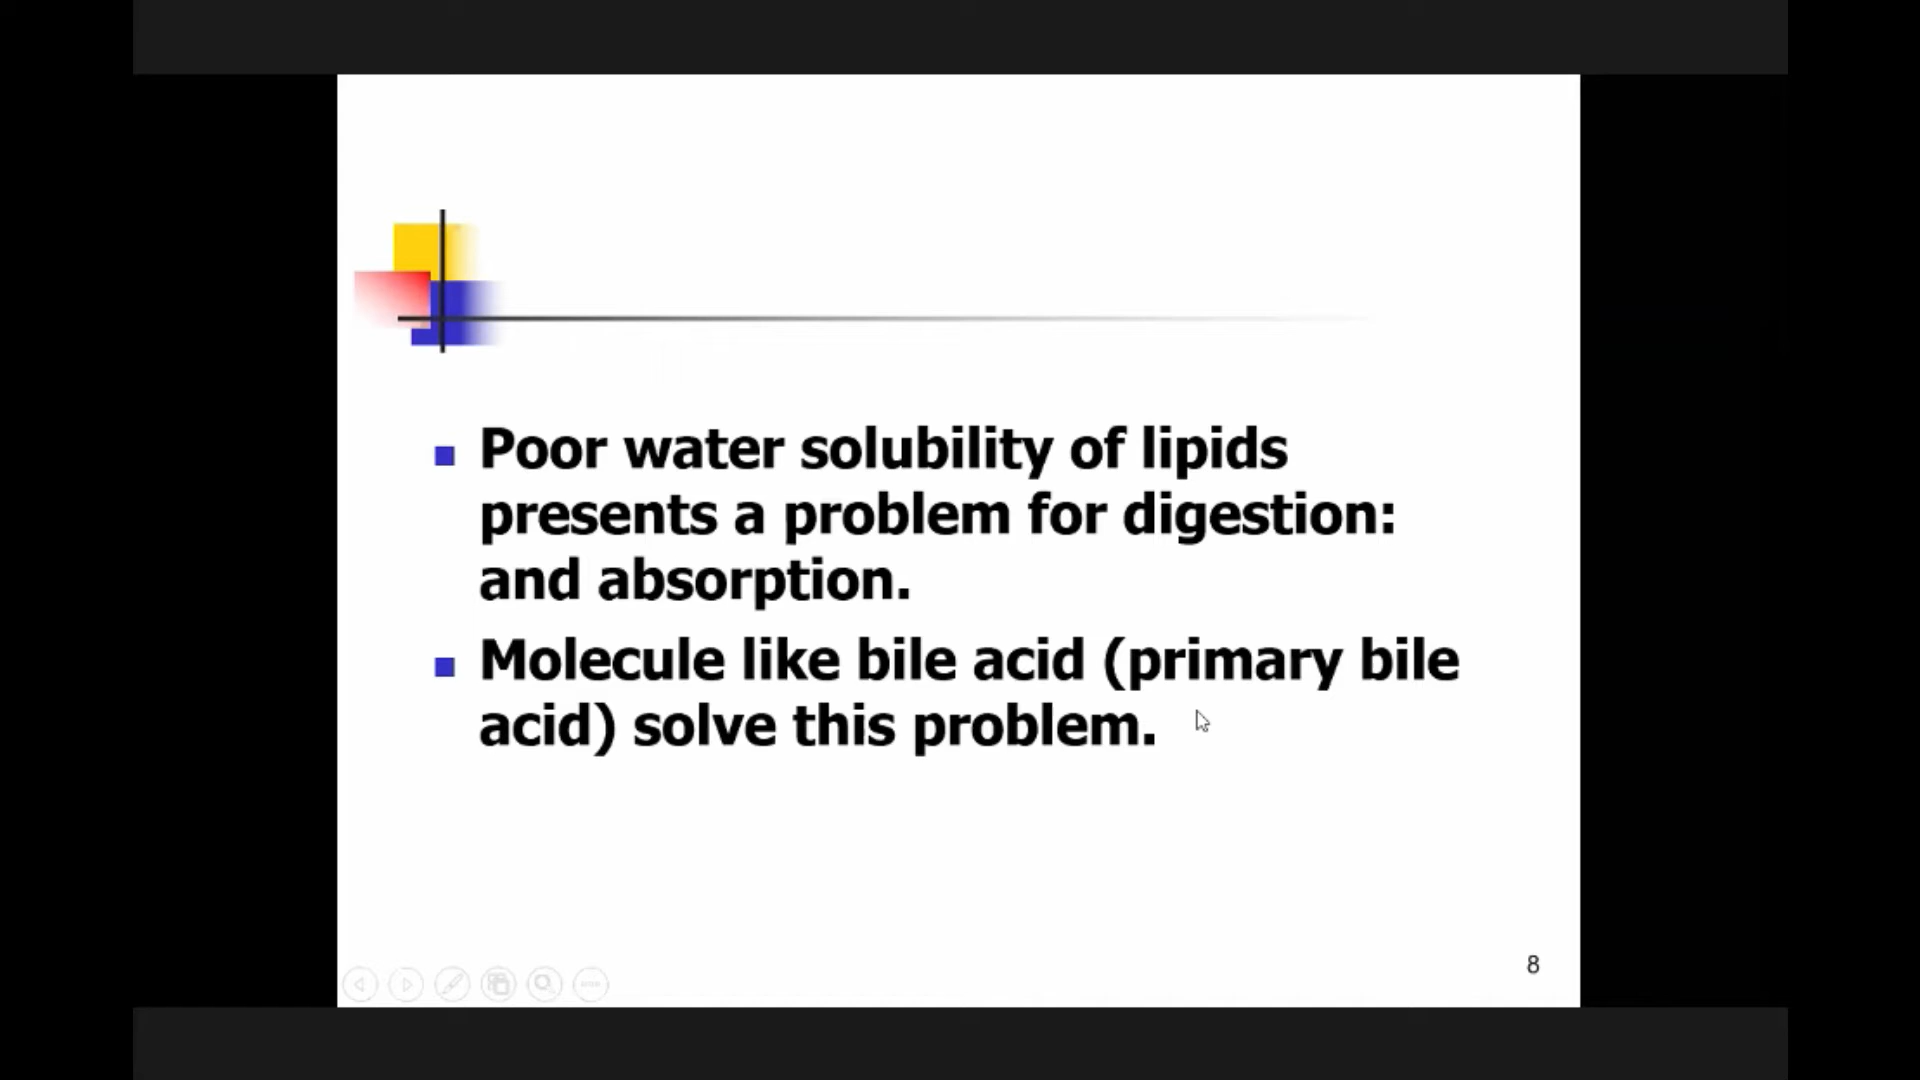 Poor water solubility of lipids
presents a problem for digestion:
and absorption.
Molecule like bile acid (primary bile
acid) solve this problem.
8